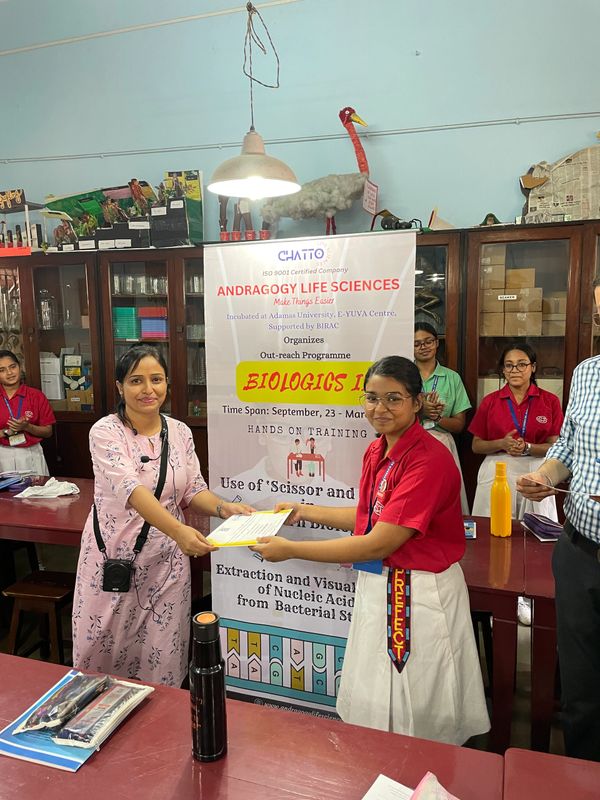 CHATTO
ISO 9001 Certified Company
ANDRAGOGY LIFE SCIENCES
Make Things Easier
Incubated at Adamas University, E-YUVA Centre,
Supported by BIRAC
Organizes
Out-reach Programme
BIOLOGICS
Time Span: September, 23 - Mar
HANDS ON TRAINING
Use of 'Scissor and
in
Extraction and Visual
of Nucleic Acid
from Bacterial St
PREFECT